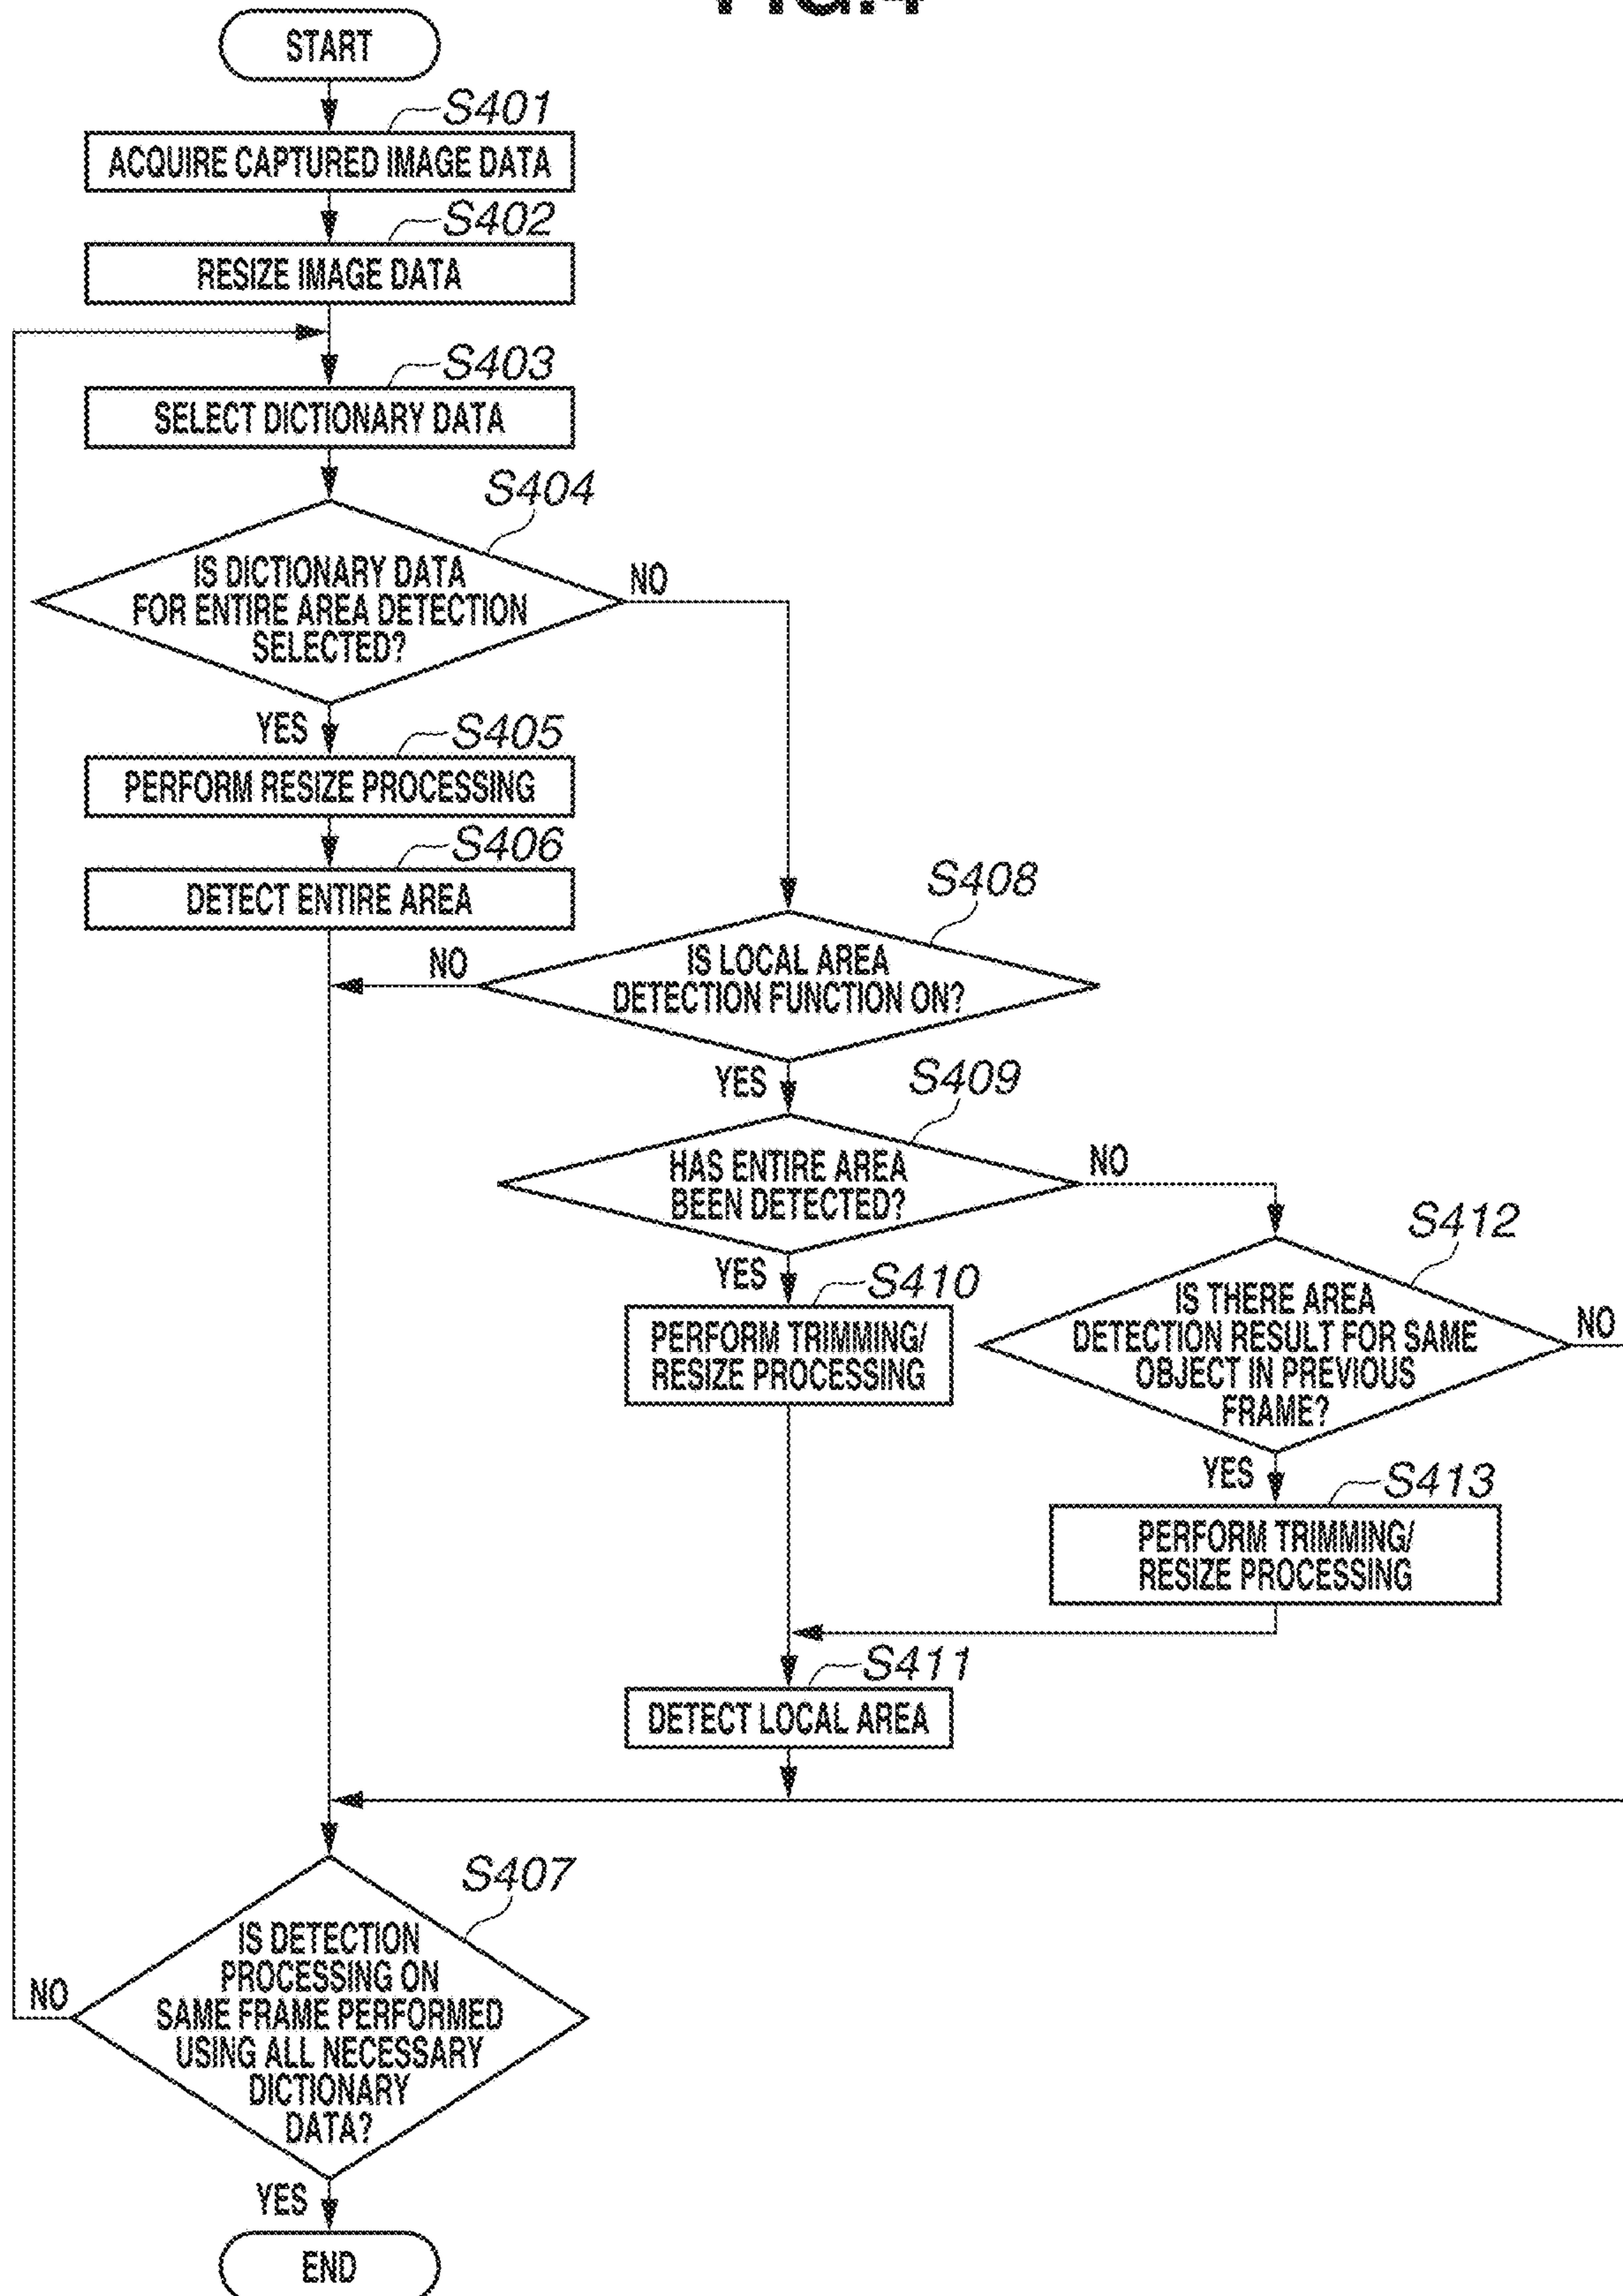 START
S401
ACQUIRE CAPTURED IMAGE DATA
S402
RESIZE IMAGE DATA
S403
SELECT DICTIONARY DATA
S404
IS DICTIONARY DATA
FOR ENTIRE AREA DETECTION
SELECTED?
NO
YES
S405
PERFORM RESIZE PROCESSING
S406
DETECT ENTIRE AREA
S408
IS LOCAL AREA
DETECTION FUNCTION ON?
NO
YES
S409
HAS ENTIRE AREA
BEEN DETECTED?
NO
YES
S410
PERFORM TRIMMING/
RESIZE PROCESSING
S412
IS THERE AREA
DETECTION RESULT FOR SAME
OBJECT IN PREVIOUS
FRAME?
NO
YES
S413
PERFORM TRIMMING/
RESIZE PROCESSING
S411
DETECT LOCAL AREA
S407
IS DETECTION
PROCESSING ON
SAME FRAME PERFORMED
USING ALL NECESSARY
DICTIONARY
DATA?
NO
YES
END